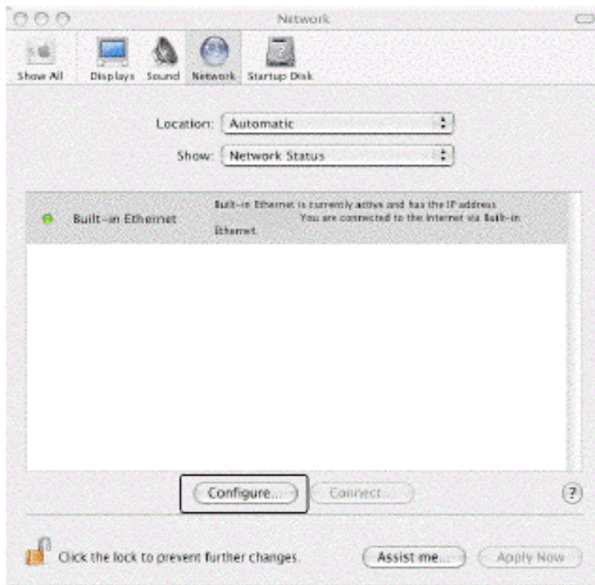 Network
Show All Displays Sound Network Startup Disk
Location: Automatic
Show: Network Status
Built-in Ethernet
Built-in Ethernet is currently active and has the IP address
You are connected to the Internet via Built-in
Ethernet.
Configure... Connect... ?
Click the lock to prevent further changes. Assist me... Apply Now